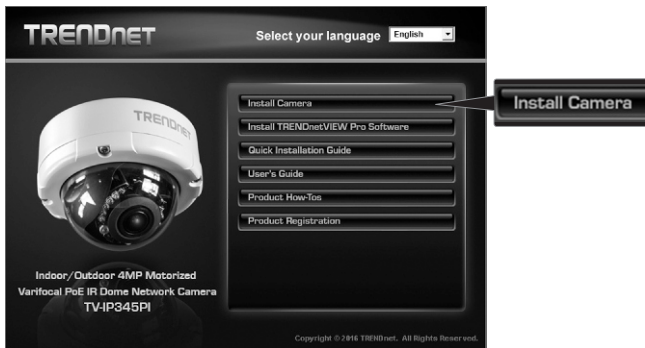 TRENDNET
Select your language English
Install Camera
Install Camera
Install TRENDnetVIEW Pro Software
Quick Installation Guide
User's Guide
Product How-Tos
Product Registration
TRENDNET
Indoor/Outdoor 4MP Motorized
Varifocal PoE IR Dome Network Camera
TV-IP345PI
Copyright © 2016 TRENDnet. All Rights Reserved.